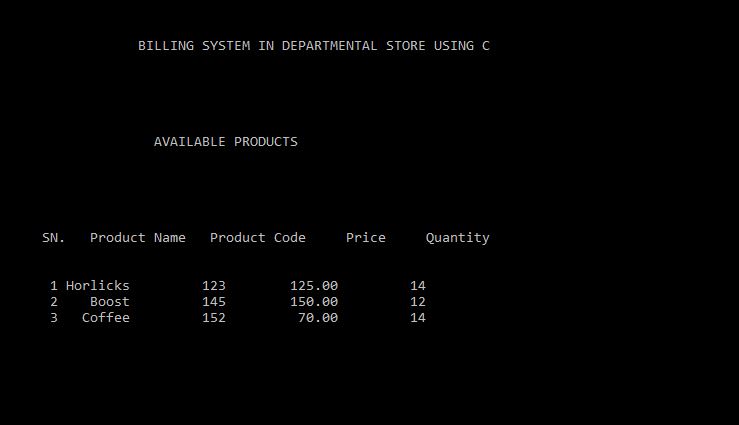 BILLING SYSTEM IN DEPARTMENTAL STORE USING C
AVAILABLE PRODUCTS
SN. Product Name Product Code Price Quantity
1 Horlicks 123 125.00 14
2 Boost 145 150.00 12
3 Coffee 152 70.00 14